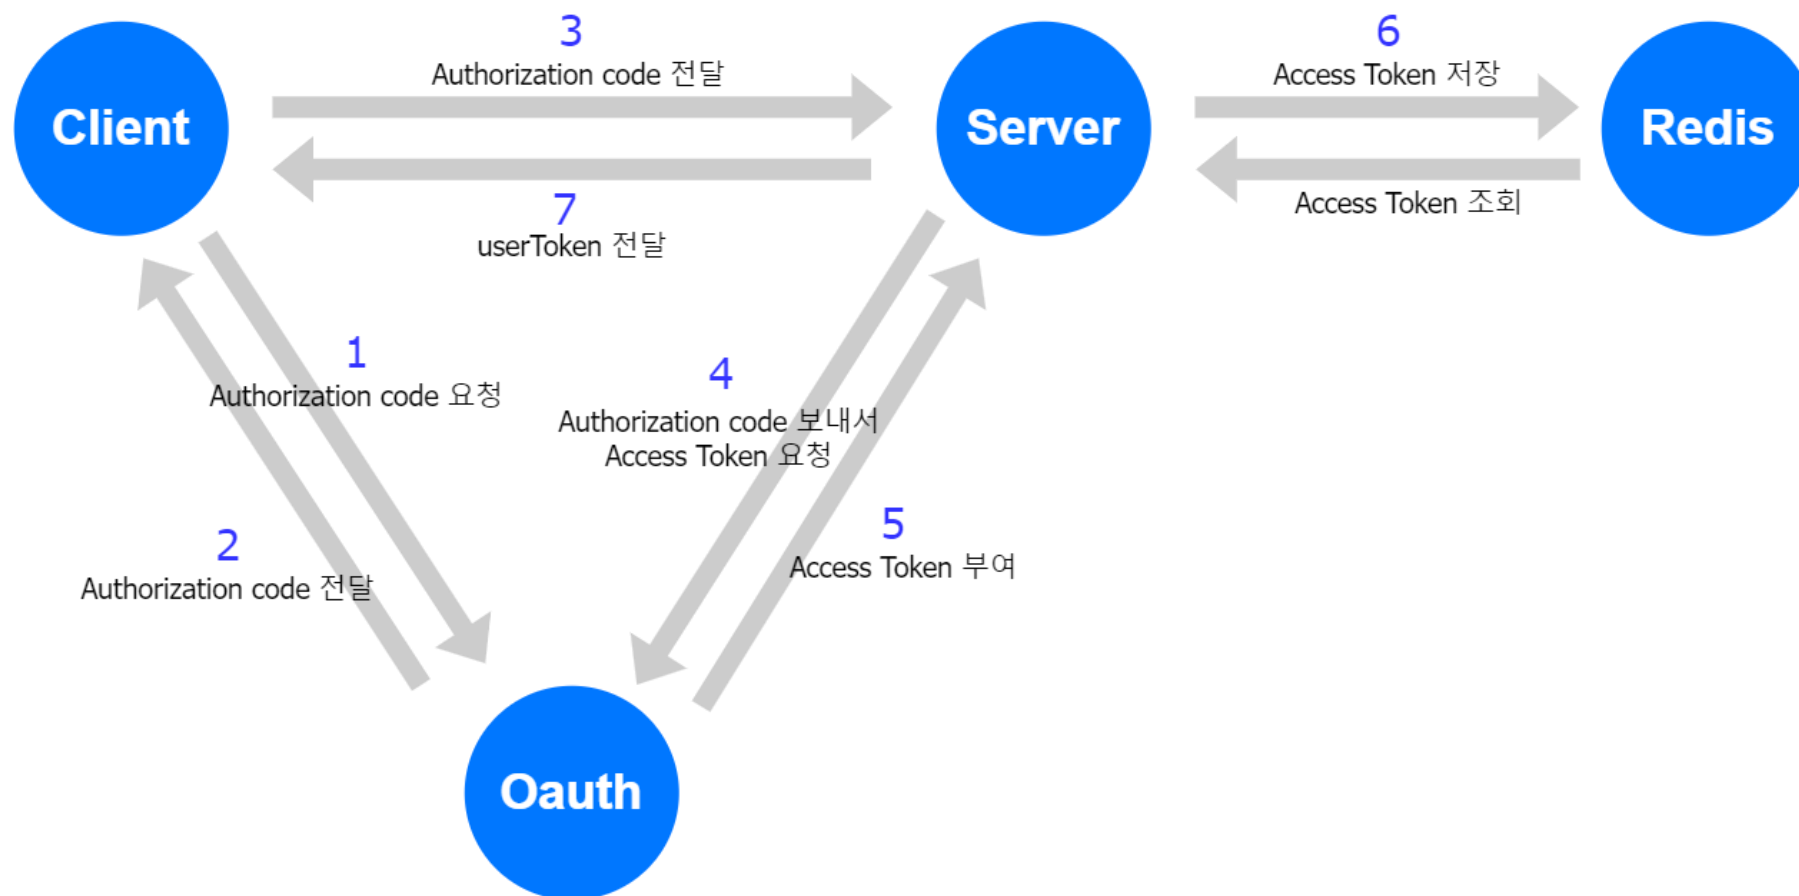 3
Authorization code 전달
6
Access Token 저장
Client
Server
Redis
7
userToken 전달
Access Token 조회
1
Authorization code 요청
4
Authorization code 보내서
Access Token 요청
2
Authorization code 전달
5
Access Token 부여
Oauth